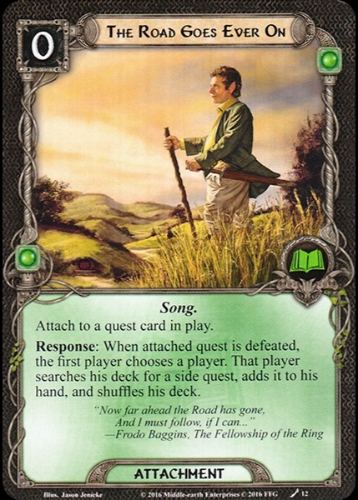 0
THE ROAD GOES EVER ON
Song.
Attach to a quest card in play.
Response: When attached quest is defeated,
the first player chooses a player. That player
searches his deck for a side quest, adds it to his
hand, and shuffles his deck.
"Now far ahead the Road has gone,
And I must follow, if I can..."
—Frodo Baggins, The Fellowship of the Ring
Illus. Jason Jenicke
© 2016 Middle-earth Enterprises © 2016 FFG
12
ATTACHMENT